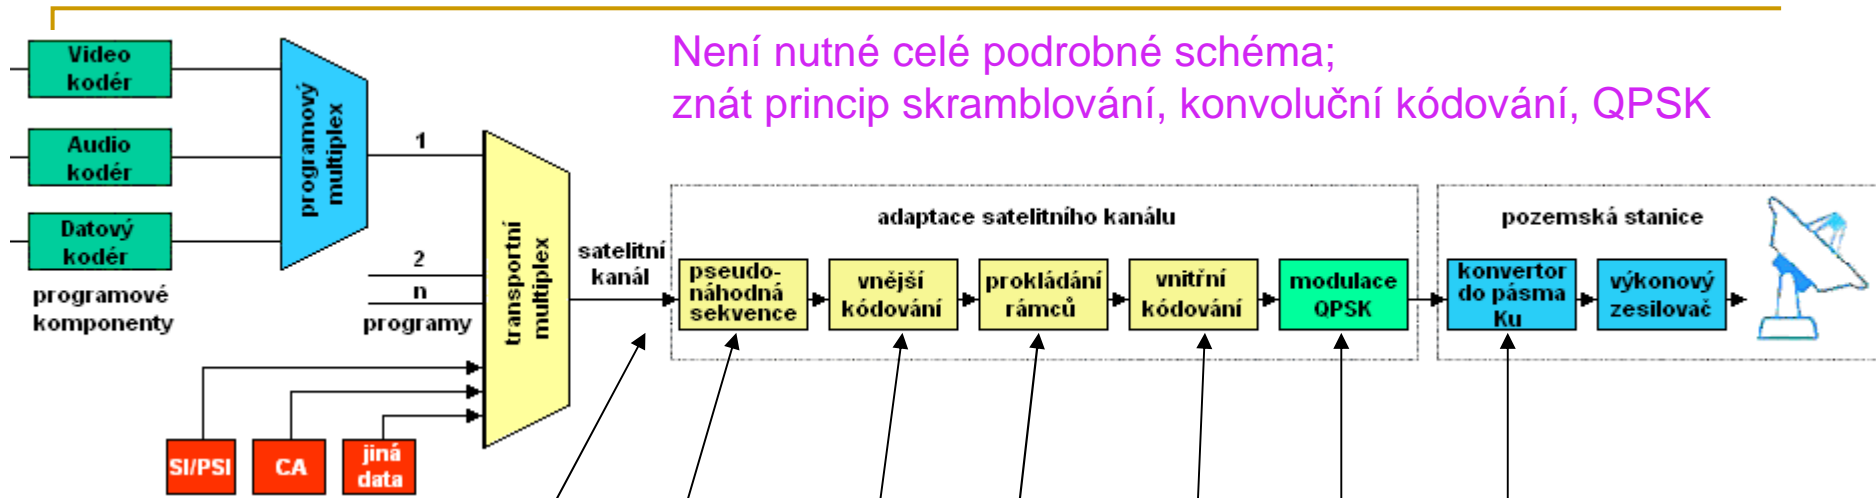 Není nutné celé podrobné schéma;
znát princip skramblování, konvoluční kódování, QPSK
Video
kodér
Audio
kodér
Datový
kodér
programové
komponenty
programový
multiplex
1
2
n
programy
SI/PSI
CA
jiná
data
transportní
multiplex
satelitní
kanál
adaptace satelitního kanálu
pseudo-
náhodná
sekvence
vnější
kódování
prokládání
rámců
vnitřní
kódování
modulace
QPSK
pozemská stanice
konvertor
do pásma
Ku
výkonový
zesilovač